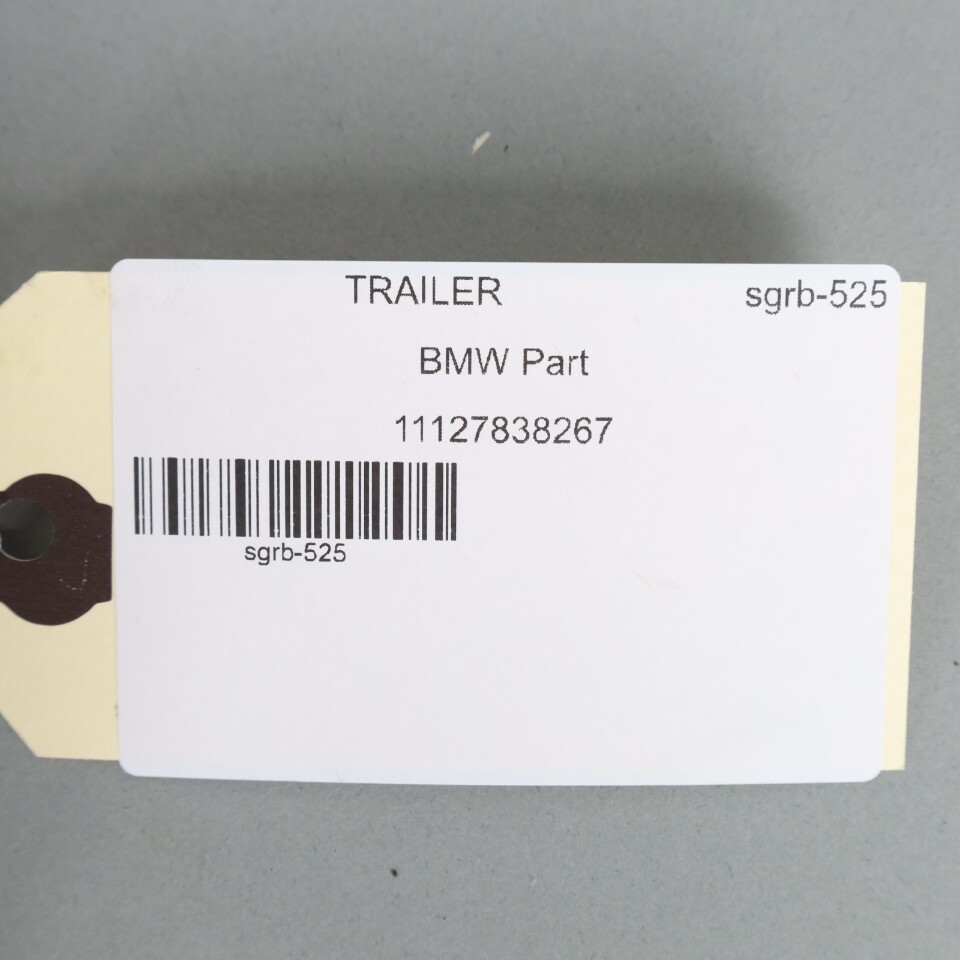 TRAILER sgrb-525
BMW Part
11127838267
sgrb-525